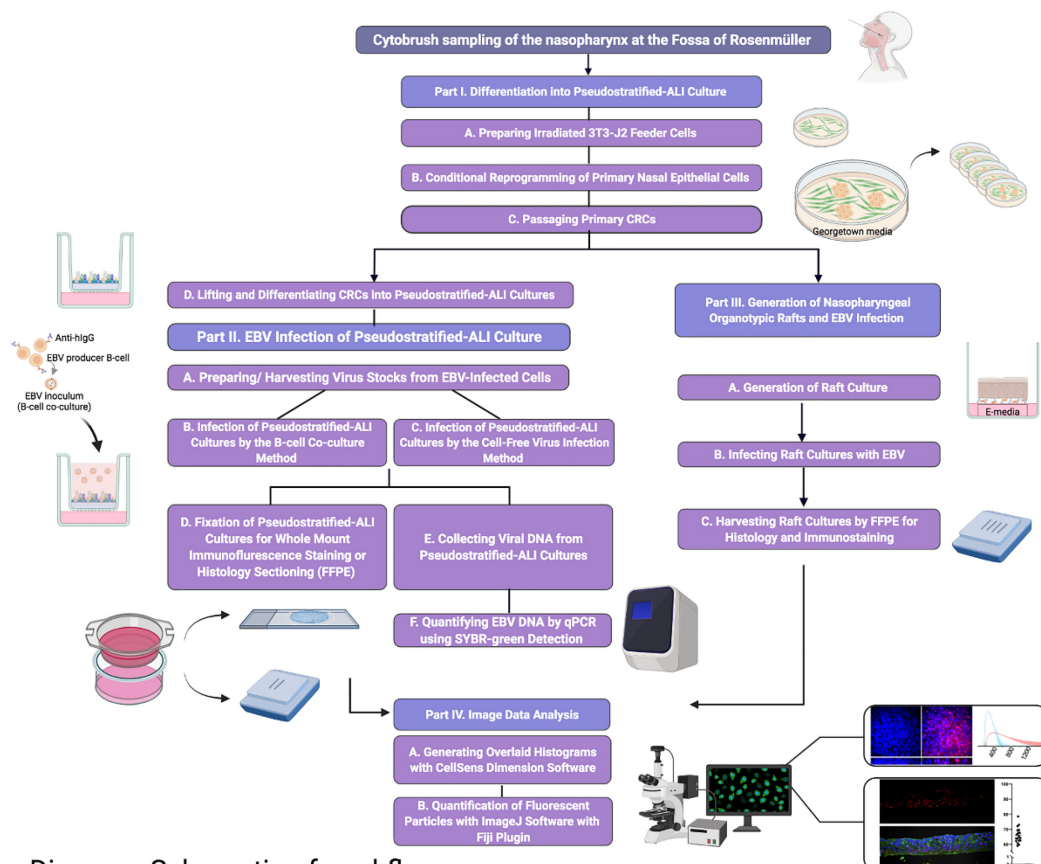 Cytobrush sampling of the nasopharynx at the Fossa of Rosenmüller
Part I. Differentiation into Pseudostratified-ALI Culture
A. Preparing Irradiated 3T3-J2 Feeder Cells
B. Conditional Reprogramming of Primary Nasal Epithelial Cells
C. Passaging Primary CRCs
Georgetown media
D. Lifting and Differentiating CRCs into Pseudostratified-ALI Cultures
Part II. EBV Infection of Pseudostratified-ALI Culture
Anti-hIgG
EBV producer B-cell
EBV inoculum
(B-cell co-culture)
A. Preparing/ Harvesting Virus Stocks from EBV-Infected Cells
B. Infection of Pseudostratified-ALI
Cultures by the B-cell Co-culture
Method
C. Infection of Pseudostratified-ALI
Cultures by the Cell-Free Virus Infection
Method
D. Fixation of Pseudostratified-ALI
Cultures for Whole Mount
Immunoflurescence Staining or
Histology Sectioning (FFPE)
E. Collecting Viral DNA from
Pseudostratified-ALI Cultures
F. Quantifying EBV DNA by qPCR
using SYBR-green Detection
Part III. Generation of Nasopharyngeal
Organotypic Rafts and EBV Infection
A. Generation of Raft Culture
E-media
B. Infecting Raft Cultures with EBV
C. Harvesting Raft Cultures by FFPE for
Histology and Immunostaining
Part IV. Image Data Analysis
A. Generating Overlaid Histograms
with CellSens Dimension Software
B. Quantification of Fluorescent
Particles with ImageJ Software with
Fiji Plugin
400
800
1200
100
90
80
70
60